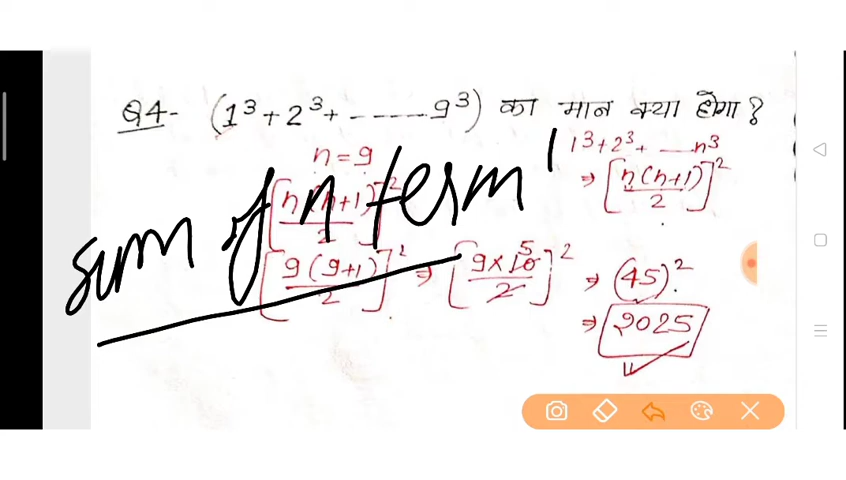 Q4- (1³+2³+ ------ 9³) का मान क्या होगा ?
n = 9
1³+2³+ ---- n³
[n(n+1)/2]²
⇒ [n(n+1)/2]²
sum of n term
[9(9+1)/2]² ⇒ [9×10/2]² 5 ⇒ (45)²
⇒ 2025